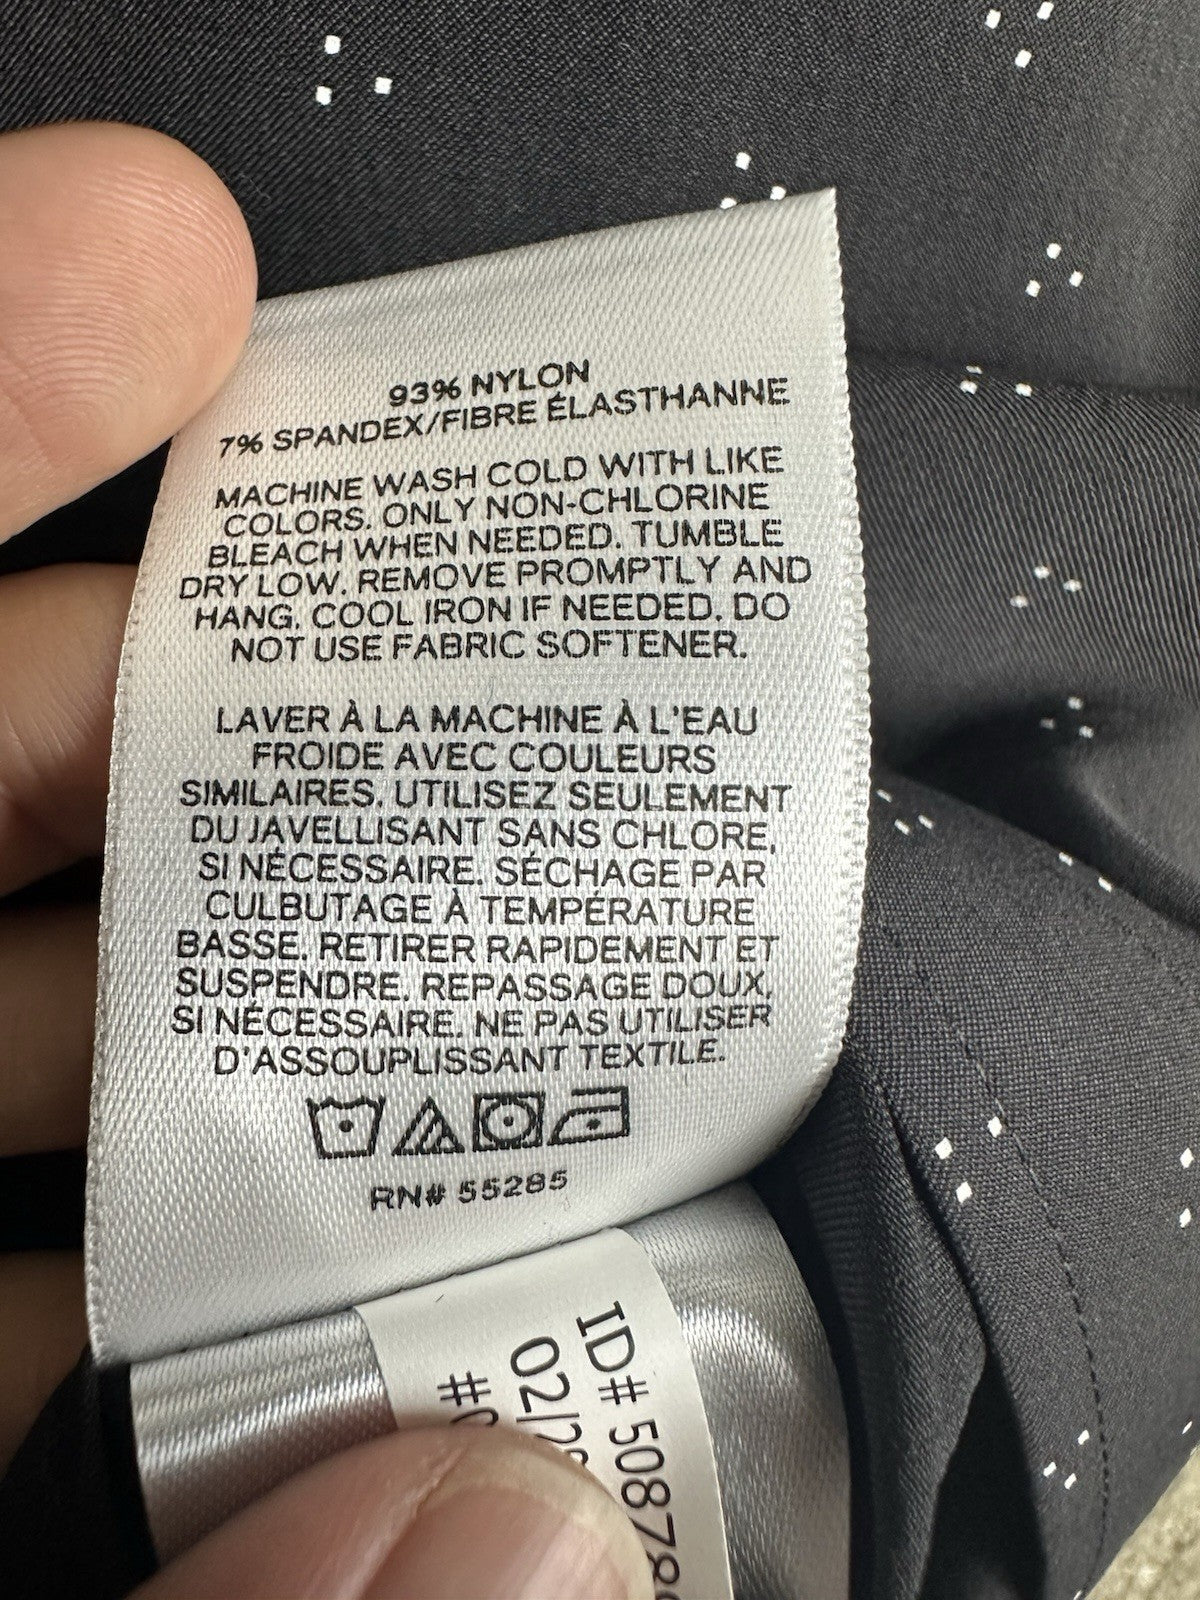 93% NYLON
7% SPANDEX/FIBRE ÉLASTHANNE
MACHINE WASH COLD WITH LIKE
COLORS. ONLY NON-CHLORINE
BLEACH WHEN NEEDED. TUMBLE
DRY LOW. REMOVE PROMPTLY AND
HANG. COOL IRON IF NEEDED. DO
NOT USE FABRIC SOFTENER.
LAVER À LA MACHINE À L'EAU
FROIDE AVEC COULEURS
SIMILAIRES. UTILISEZ SEULEMENT
DU JAVELLISANT SANS CHLORE,
SI NÉCESSAIRE. SÉCHAGE PAR
CULBUTAGE À TEMPÉRATURE
BASSE. RETIRER RAPIDEMENT ET
SUSPENDRE. REPASSAGE DOUX,
SI NÉCESSAIRE. NE PAS UTILISER
D'ASSOUPLISSANT TEXTILE.
RN# 55285
ID#